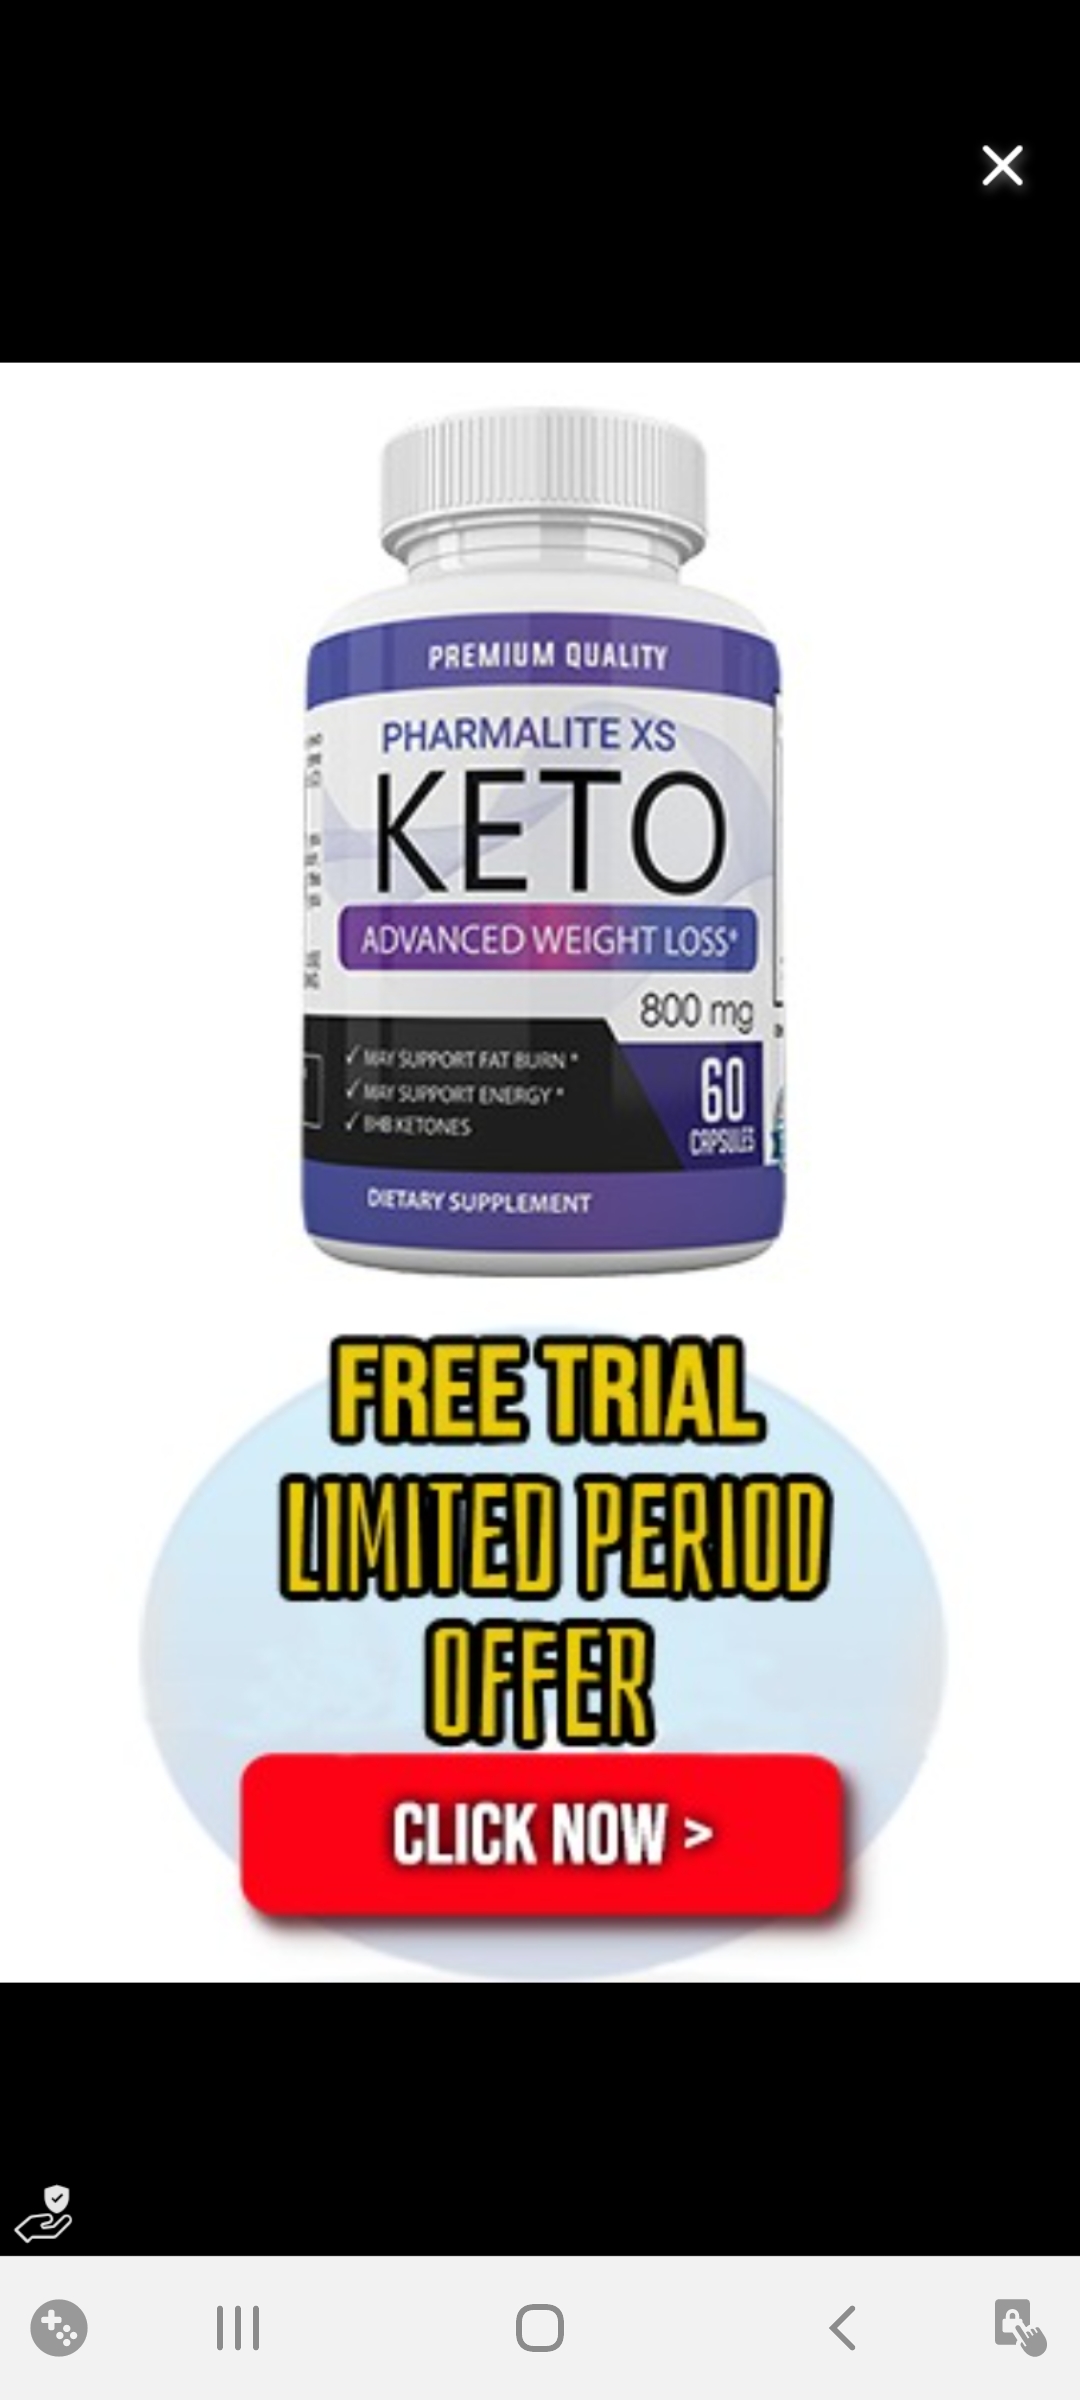 PREMIUM QUALITY
PHARMALITE XS
KETO
ADVANCED WEIGHT LOSS*
800 mg
✓ MAY SUPPORT FAT BURN *
✓ MAY SUPPORT ENERGY *
✓ BHB KETONES
60
CAPSULES
DIETARY SUPPLEMENT
FREE TRIAL
LIMITED PERIOD
OFFER
CLICK NOW >